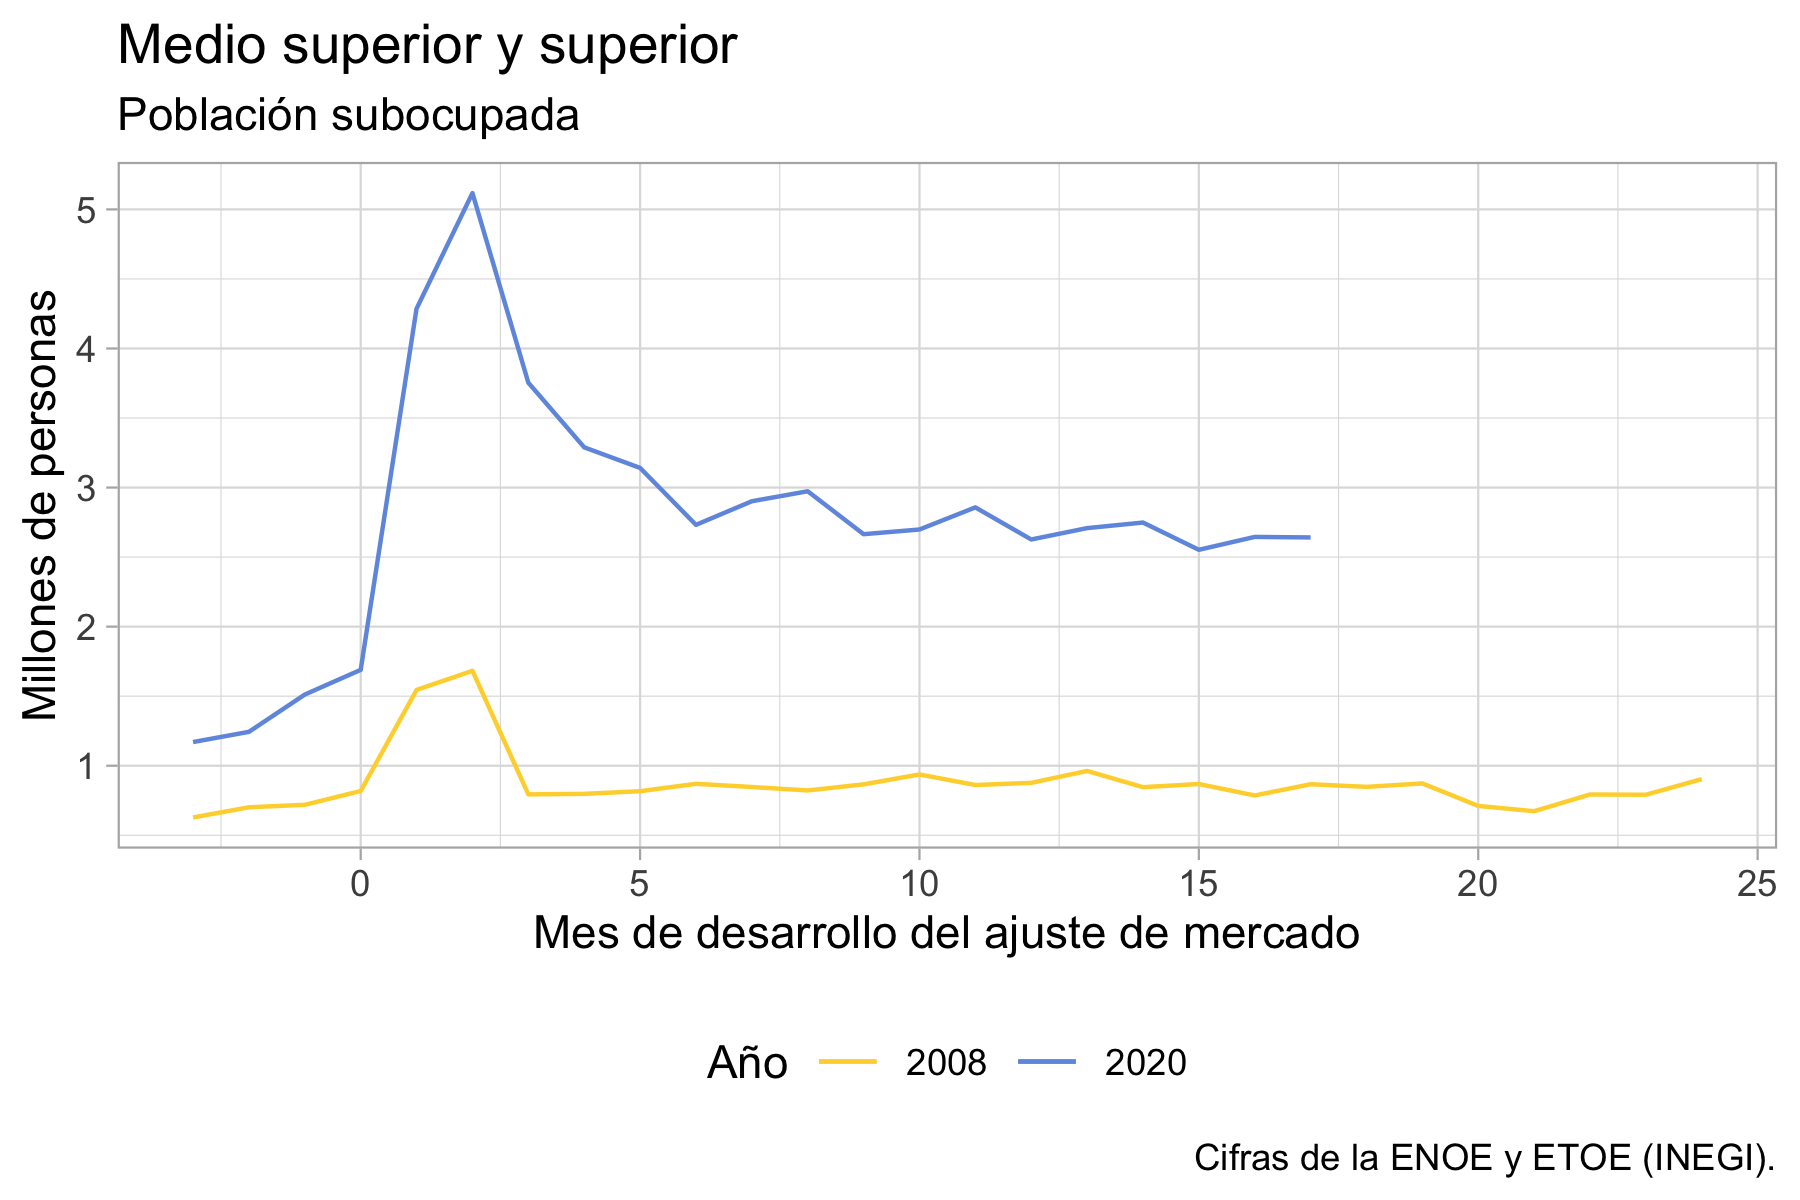 Medio superior y superior
Población subocupada
Millones de personas
5
4
3
2
1
0 5 10 15 20 25
Mes de desarrollo del ajuste de mercado
Año 2008 2020
Cifras de la ENOE y ETOE (INEGI).